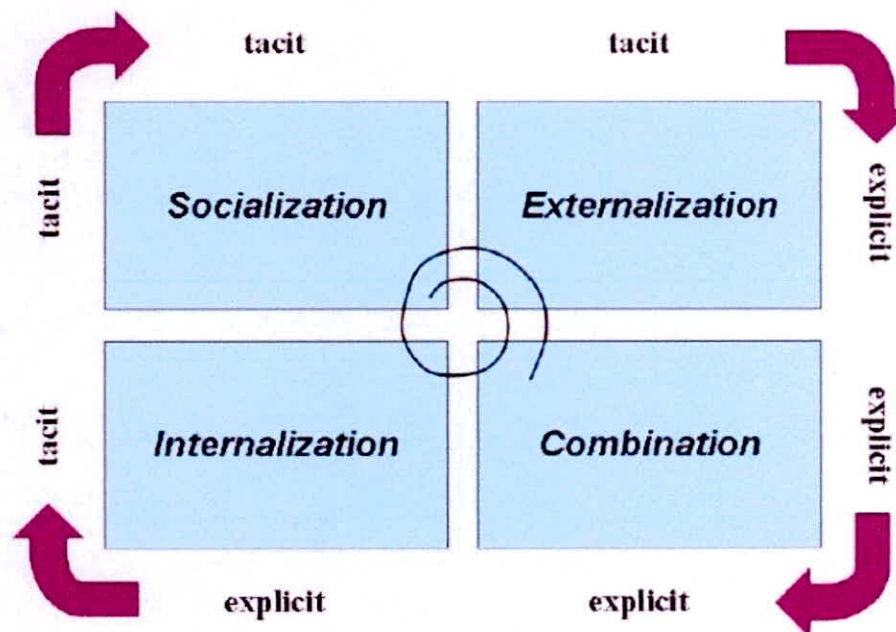 tacit tacit
tacit
Socialization Externalization
explicit
tacit
Internalization Combination
explicit
explicit explicit